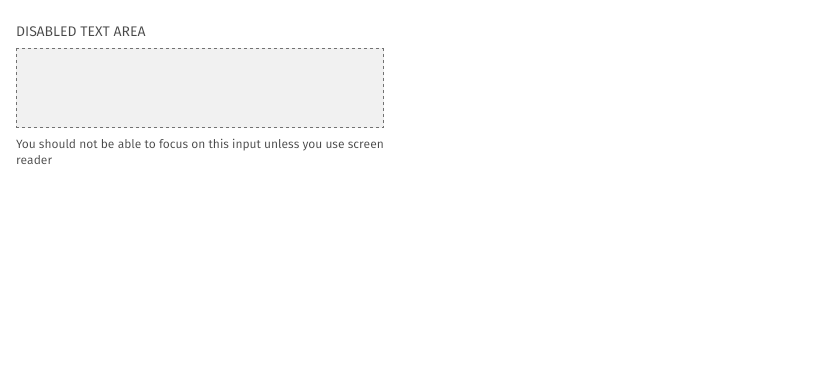 DISABLED TEXT AREA
You should not be able to focus on this input unless you use screen
reader